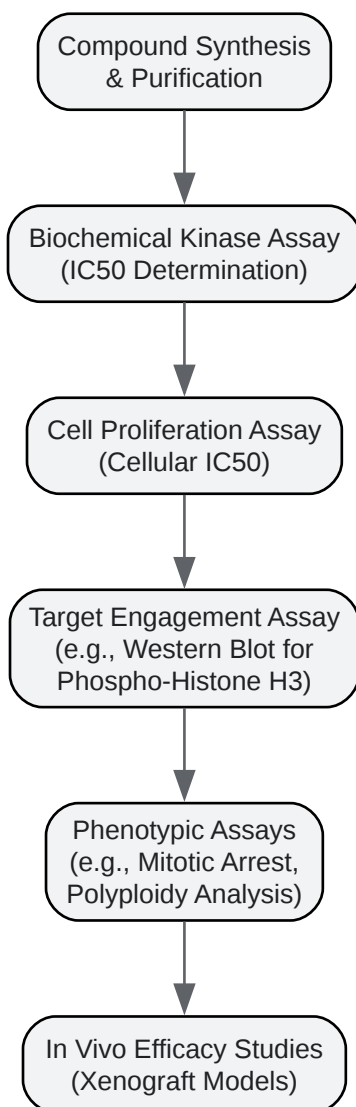 Compound Synthesis
& Purification
Biochemical Kinase Assay
(IC50 Determination)
Cell Proliferation Assay
(Cellular IC50)
Target Engagement Assay
(e.g., Western Blot for
Phospho-Histone H3)
Phenotypic Assays
(e.g., Mitotic Arrest,
Polyploidy Analysis)
In Vivo Efficacy Studies
(Xenograft Models)